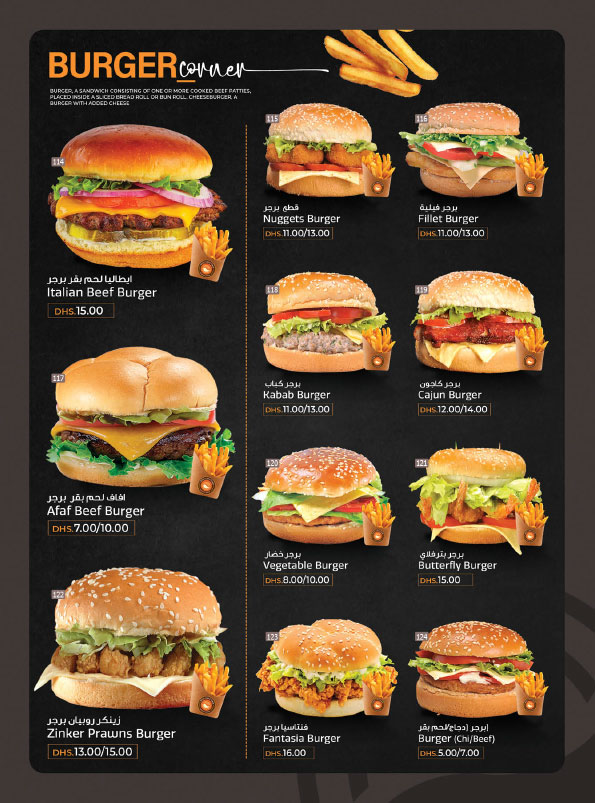 BURGER corner
BURGER, A SANDWICH CONSISTING OF ONE OR MORE COOKED BEEF PATTIES,
PLACED INSIDE A SLICED BREAD ROLL OR BUN ROLL. CHEESEBURGER, A
BURGER WITH ADDED CHEESE
114
ايطاليا لحم بقر برجر
Italian Beef Burger
DHS.15.00
115
قطع برجر
Nuggets Burger
DHS.11.00/13.00
116
برجر فيلية
Fillet Burger
DHS.11.00/13.00
117
افاف لحم بقر برجر
Afaf Beef Burger
DHS.7.00/10.00
118
برجر كباب
Kabab Burger
DHS.11.00/13.00
119
برجر كاجون
Cajun Burger
DHS.12.00/14.00
120
برجر خضار
Vegetable Burger
DHS.8.00/10.00
121
برجر بترفلاي
Butterfly Burger
DHS.15.00
122
زينكر روبيان برجر
Zinker Prawns Burger
DHS.13.00/15.00
123
فنتاسيا برجر
Fantasia Burger
DHS.16.00
124
إبرجر (دجاج/لحم بقر
Burger (Chi/Beef)
DHS.5.00/7.00